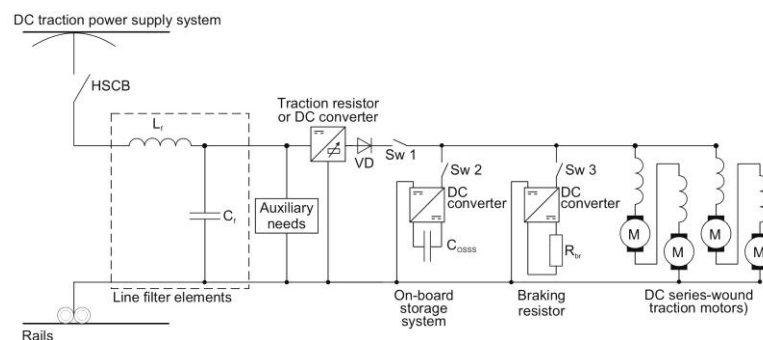 DC traction power supply system
HSCB
Lf
Cf
Line filter elements
Rails
Auxiliary
needs
Traction resistor
or DC converter
VD
Sw 1
Sw 2
DC
converter
COSSS
On-board
storage
system
Sw 3
DC
converter
Rbr
Braking
resistor
M
M
M
M
DC series-wound
traction motors)